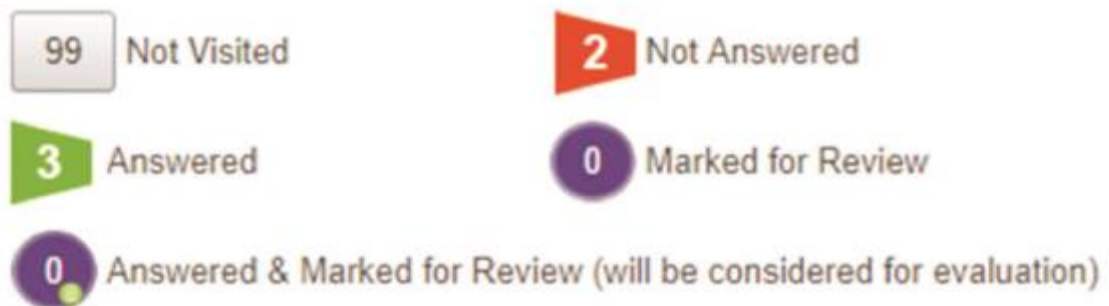 99 Not Visited 2 Not Answered
3 Answered 0 Marked for Review
0 Answered & Marked for Review (will be considered for evaluation)